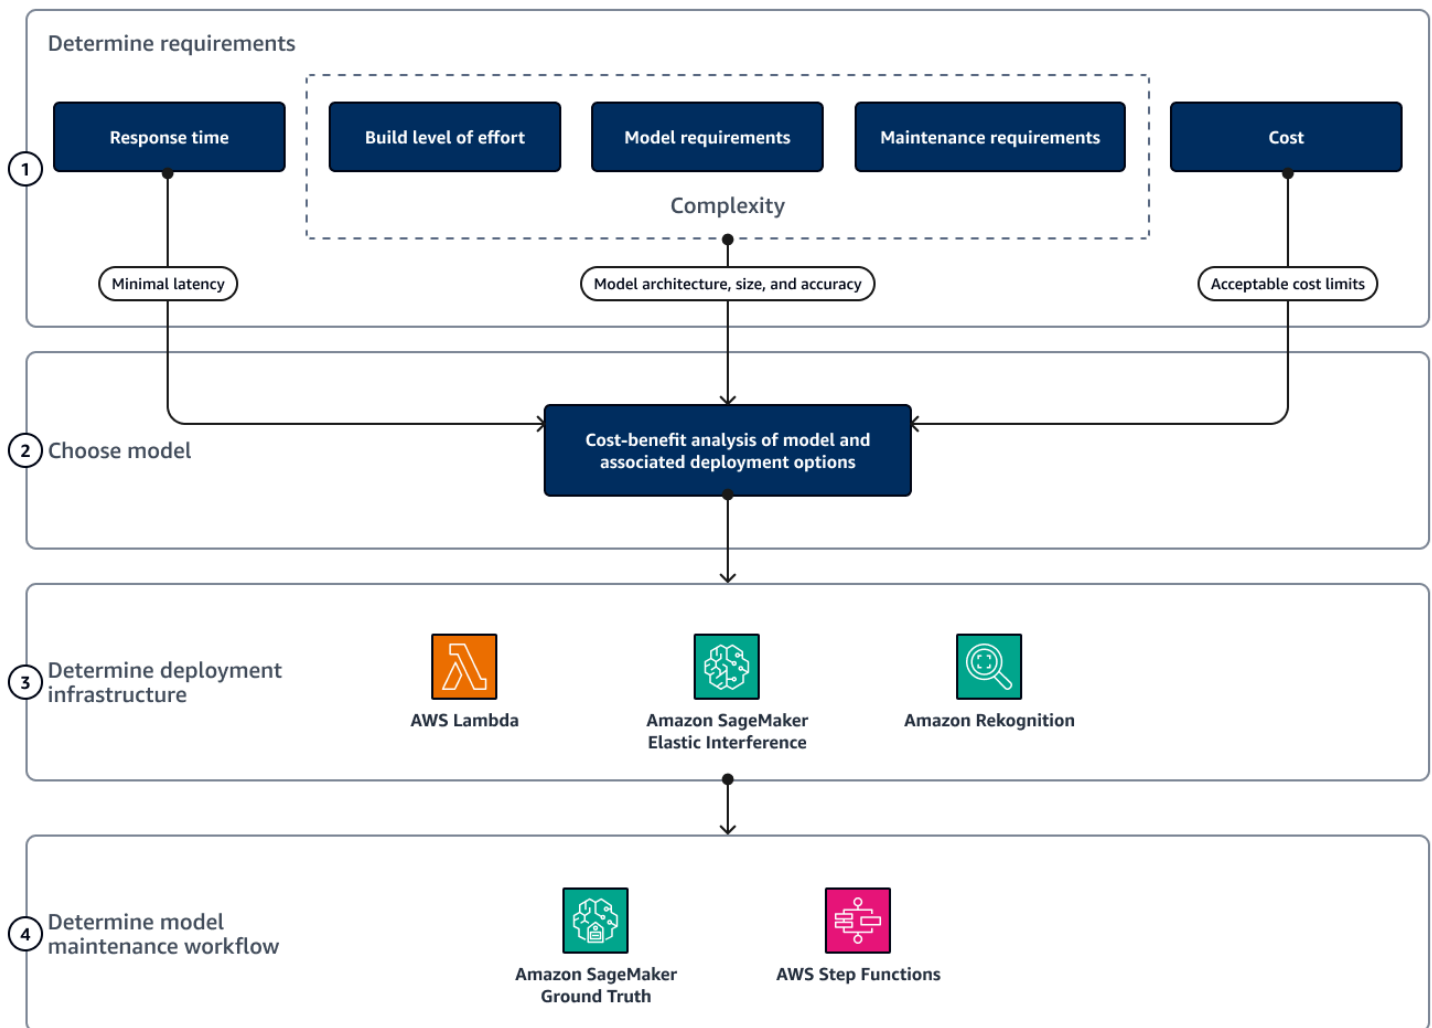 Determine requirements
Response time
Build level of effort
Model requirements
Maintenance requirements
Cost
1
Complexity
Minimal latency
Model architecture, size, and accuracy
Acceptable cost limits
2
Choose model
Cost-benefit analysis of model and
associated deployment options
3
Determine deployment
infrastructure
AWS Lambda
Amazon SageMaker
Elastic Interference
Amazon Rekognition
4
Determine model
maintenance workflow
Amazon SageMaker
Ground Truth
AWS Step Functions